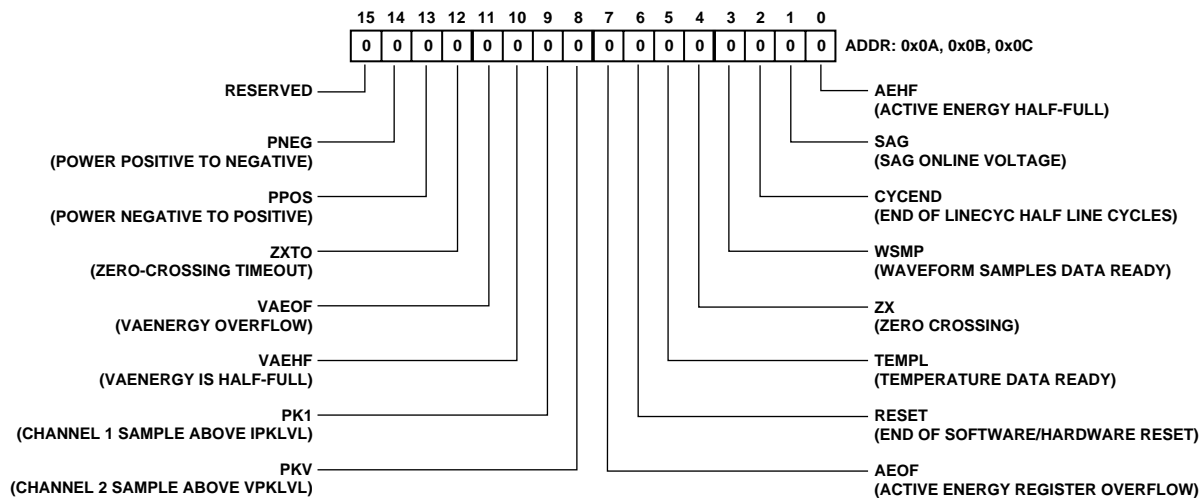 15 14 13 12 11 10 9 8 7 6 5 4 3 2 1 0
0 0 0 0 0 0 0 0 0 0 0 0 0 0 0 0 ADDR: 0x0A, 0x0B, 0x0C
RESERVED
PNEG
(POWER POSITIVE TO NEGATIVE)
PPOS
(POWER NEGATIVE TO POSITIVE)
ZXTO
(ZERO-CROSSING TIMEOUT)
VAEOF
(VAENERGY OVERFLOW)
VAEHF
(VAENERGY IS HALF-FULL)
PK1
(CHANNEL 1 SAMPLE ABOVE IPKLVL)
PKV
(CHANNEL 2 SAMPLE ABOVE VPKLVL)
AEHF
(ACTIVE ENERGY HALF-FULL)
SAG
(SAG ONLINE VOLTAGE)
CYCEND
(END OF LINECYC HALF LINE CYCLES)
WSMP
(WAVEFORM SAMPLES DATA READY)
ZX
(ZERO CROSSING)
TEMPL
(TEMPERATURE DATA READY)
RESET
(END OF SOFTWARE/HARDWARE RESET)
AEOF
(ACTIVE ENERGY REGISTER OVERFLOW)